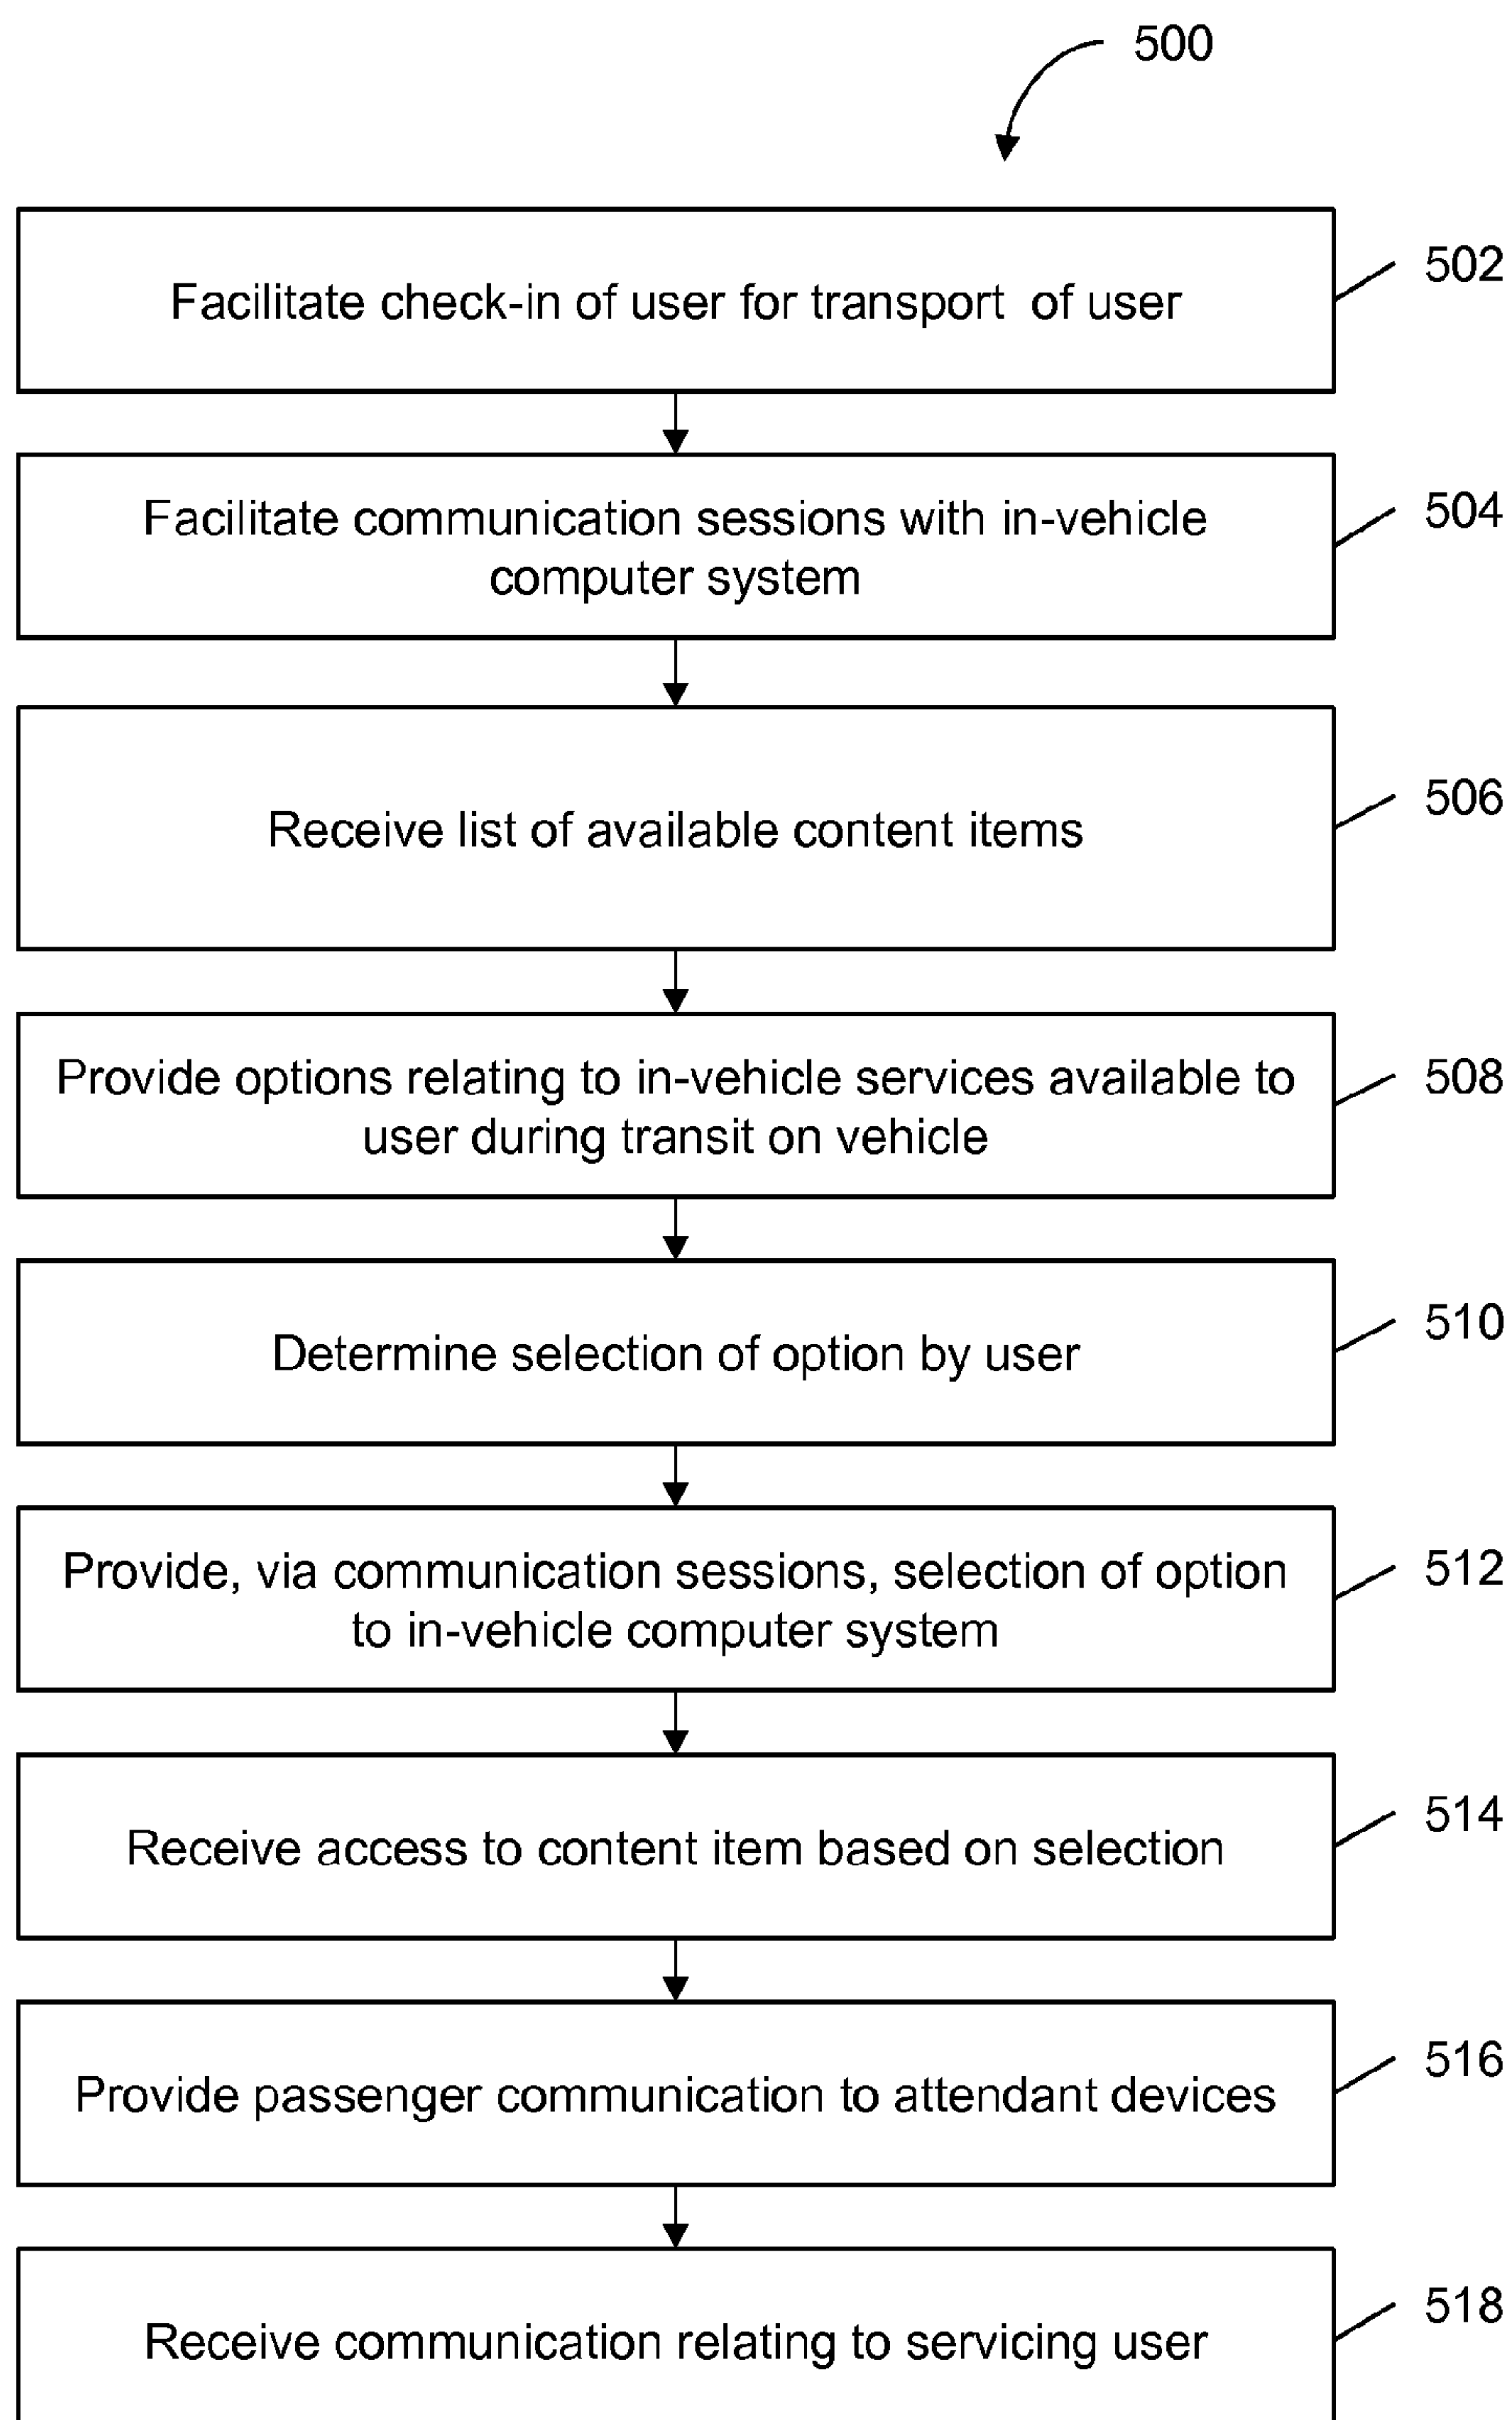 500
Facilitate check-in of user for transport of user
502
Facilitate communication sessions with in-vehicle
computer system
504
Receive list of available content items
506
Provide options relating to in-vehicle services available to
user during transit on vehicle
508
Determine selection of option by user
510
Provide, via communication sessions, selection of option
to in-vehicle computer system
512
Receive access to content item based on selection
514
Provide passenger communication to attendant devices
516
Receive communication relating to servicing user
518